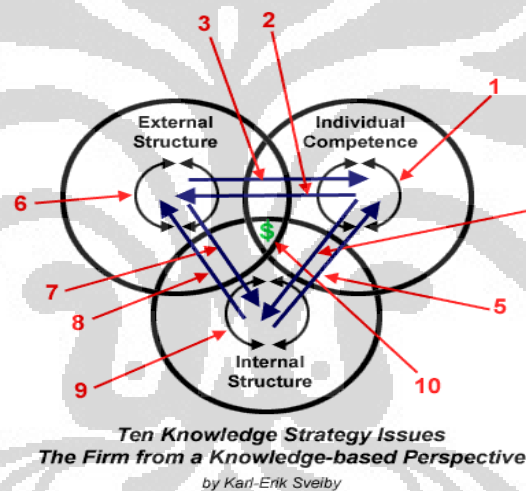 3
2
1
External
Structure
Individual
Competence
6
$
7
8
5
9
Internal
Structure
10
Ten Knowledge Strategy Issues
The Firm from a Knowledge-based Perspective
by Karl-Erik Sveiby